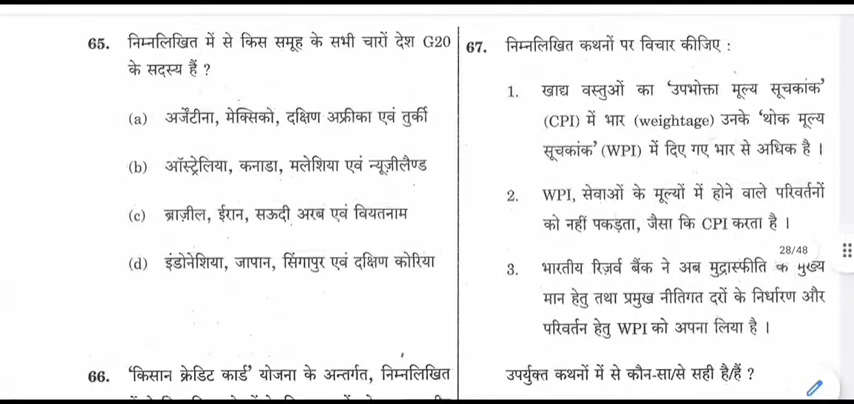 65. निम्नलिखित में से किस समूह के सभी चारों देश G20
के सदस्य हैं ?
(a) अर्जेंटीना, मेक्सिको, दक्षिण अफ्रीका एवं तुर्की
(b) ऑस्ट्रेलिया, कनाडा, मलेशिया एवं न्यूज़ीलैण्ड
(c) ब्राज़ील, ईरान, सऊदी अरब एवं वियतनाम
(d) इंडोनेशिया, जापान, सिंगापुर एवं दक्षिण कोरिया
66. 'किसान क्रेडिट कार्ड' योजना के अन्तर्गत, निम्नलिखित
67. निम्नलिखित कथनों पर विचार कीजिए :
1. खाद्य वस्तुओं का 'उपभोक्ता मूल्य सूचकांक'
(CPI) में भार (weightage) उनके 'थोक मूल्य
सूचकांक' (WPI) में दिए गए भार से अधिक है ।
2. WPI, सेवाओं के मूल्यों में होने वाले परिवर्तनों
को नहीं पकड़ता, जैसा कि CPI करता है ।
28/48
3. भारतीय रिज़र्व बैंक ने अब मुद्रास्फीति के मुख्य
मान हेतु तथा प्रमुख नीतिगत दरों के निर्धारण और
परिवर्तन हेतु WPI को अपना लिया है ।
उपर्युक्त कथनों में से कौन-सा/से सही है/हैं ?